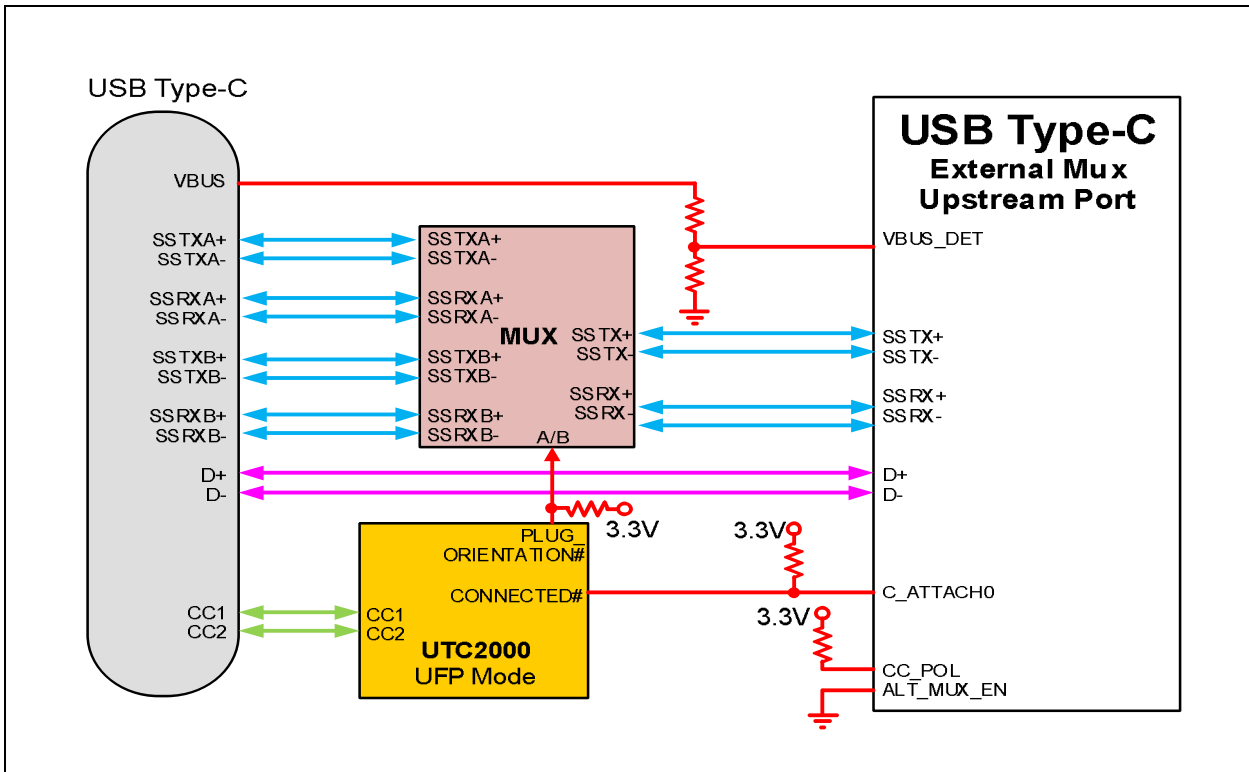 USB Type-C
VBUS
SSTXA+
SSTXA-
SSRXA+
SSRXA-
SSTXB+
SSTXB-
SSRXB+
SSRXB-
D+
D-
CC1
CC2
SSTXA+
SSTXA-
SSRXA+
SSRXA-
MUX
SSTXB+
SSTXB-
SSRXB+
SSRXB-
SSTX+
SSTX-
SSRX+
SSRX-
A/B
3.3V
PLUG_
ORIENTATION#
CONNECTED#
CC1
CC2
UTC2000
UFP Mode
3.3V
3.3V
USB Type-C
External Mux
Upstream Port
VBUS_DET
SSTX+
SSTX-
SSRX+
SSRX-
D+
D-
C_ATTACH0
CC_POL
ALT_MUX_EN